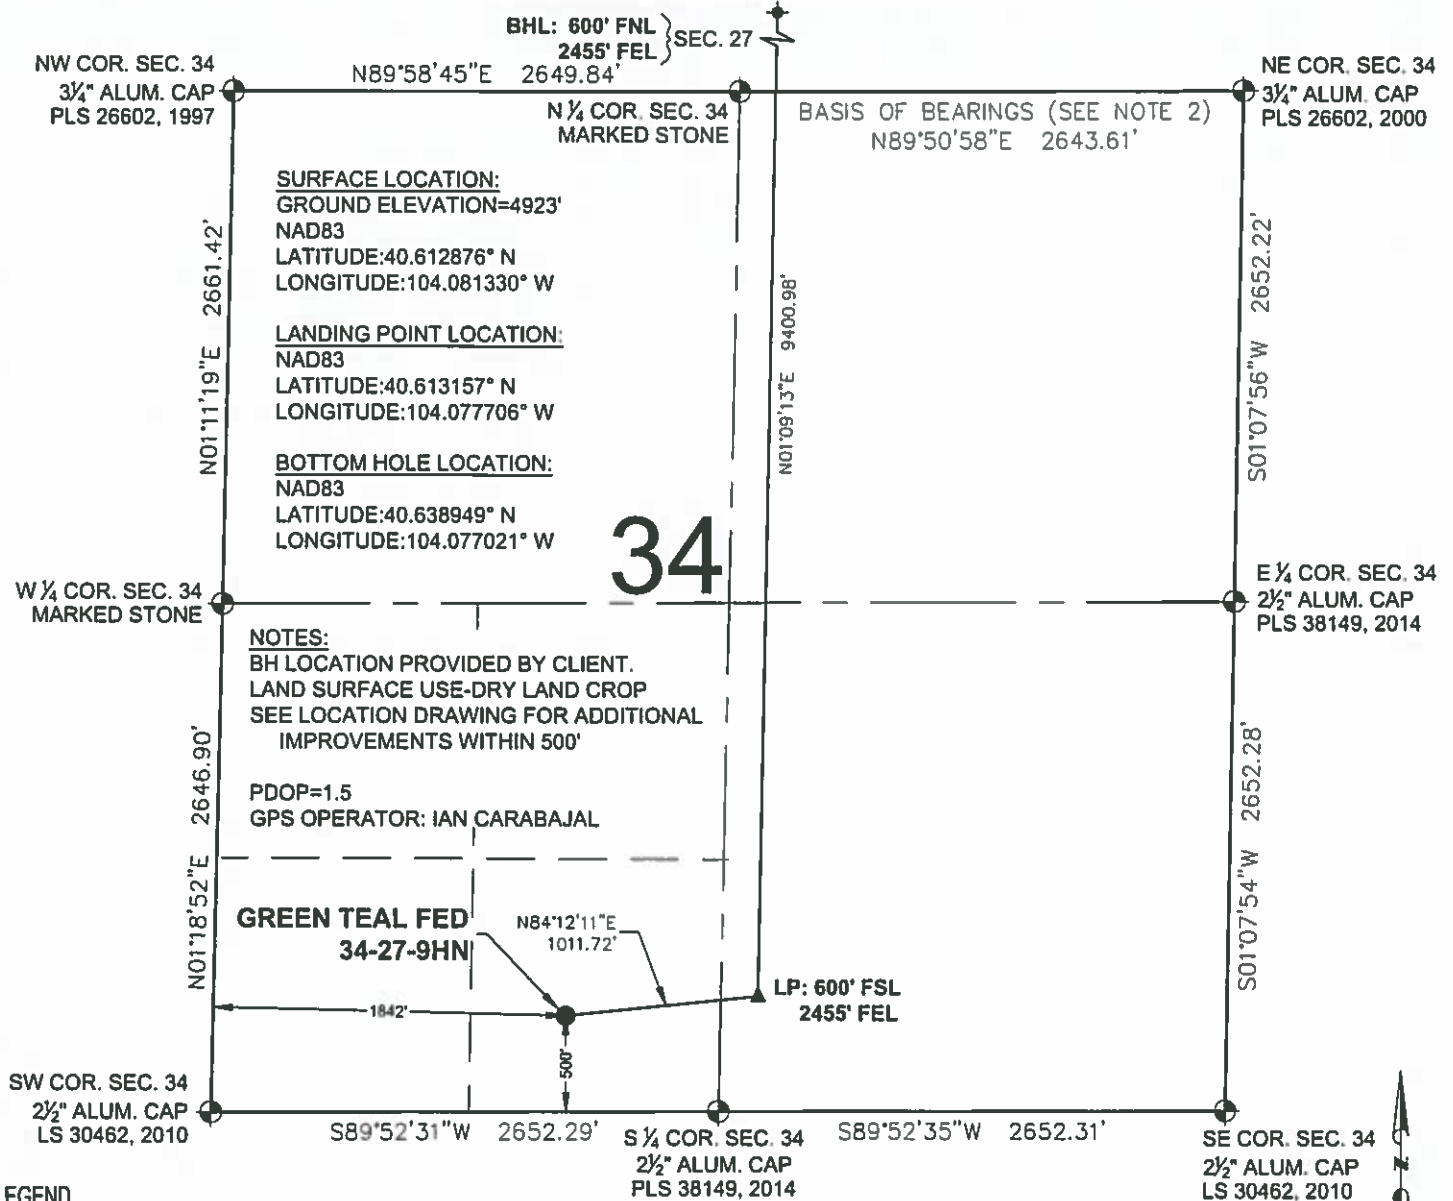 BHL: 600' FNL
2455' FEL
SEC. 27
NW COR. SEC. 34
3¼" ALUM. CAP
PLS 26602, 1997
N89°58'45"E 2649.84'
N ¼ COR. SEC. 34
MARKED STONE
BASIS OF BEARINGS (SEE NOTE 2)
N89°50'58"E 2643.61'
NE COR. SEC. 34
3¼" ALUM. CAP
PLS 26602, 2000
SURFACE LOCATION:
GROUND ELEVATION=4923'
NAD83
LATITUDE:40.612876° N
LONGITUDE:104.081330° W
LANDING POINT LOCATION:
NAD83
LATITUDE:40.613157° N
LONGITUDE:104.077706° W
BOTTOM HOLE LOCATION:
NAD83
LATITUDE:40.638949° N
LONGITUDE:104.077021° W
N01°11'19"E 2661.42'
N01°09'13"E 9400.98'
S01°07'56"W 2652.22'
34
W ¼ COR. SEC. 34
MARKED STONE
E ¼ COR. SEC. 34
2½" ALUM. CAP
PLS 38149, 2014
NOTES:
BH LOCATION PROVIDED BY CLIENT.
LAND SURFACE USE-DRY LAND CROP
SEE LOCATION DRAWING FOR ADDITIONAL
IMPROVEMENTS WITHIN 500'
PDOP=1.5
GPS OPERATOR: IAN CARABAJAL
N01°18'52"E 2646.90'
S01°07'54"W 2652.28'
GREEN TEAL FED
34-27-9HN
N84°12'11"E
1011.72'
LP: 600' FSL
2455' FEL
1842'
500'
SW COR. SEC. 34
2½" ALUM. CAP
LS 30462, 2010
S89°52'31"W 2652.29'
S ¼ COR. SEC. 34
2½" ALUM. CAP
PLS 38149, 2014
S89°52'35"W 2652.31'
SE COR. SEC. 34
2½" ALUM. CAP
LS 30462, 2010
N
EGEND